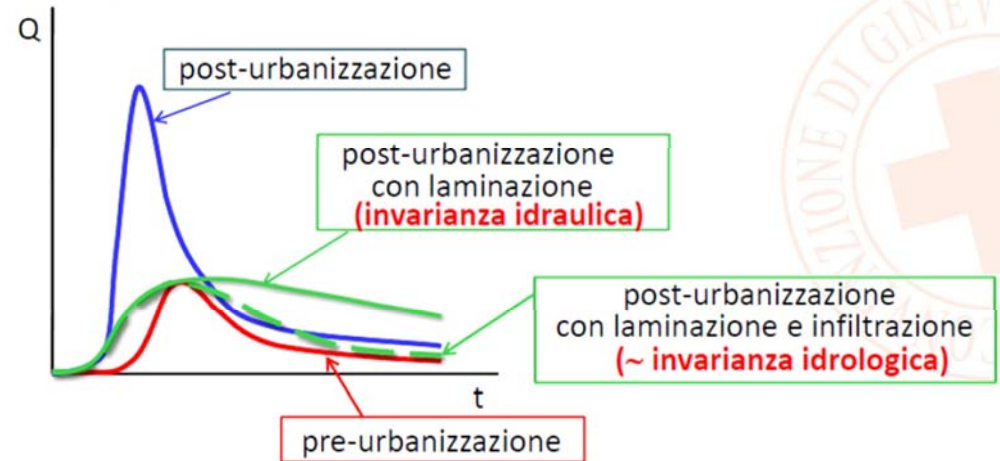 Q
post-urbanizzazione
post-urbanizzazione
con laminazione
(invarianza idraulica)
post-urbanizzazione
con laminazione e infiltrazione
(~ invarianza idrologica)
t
pre-urbanizzazione